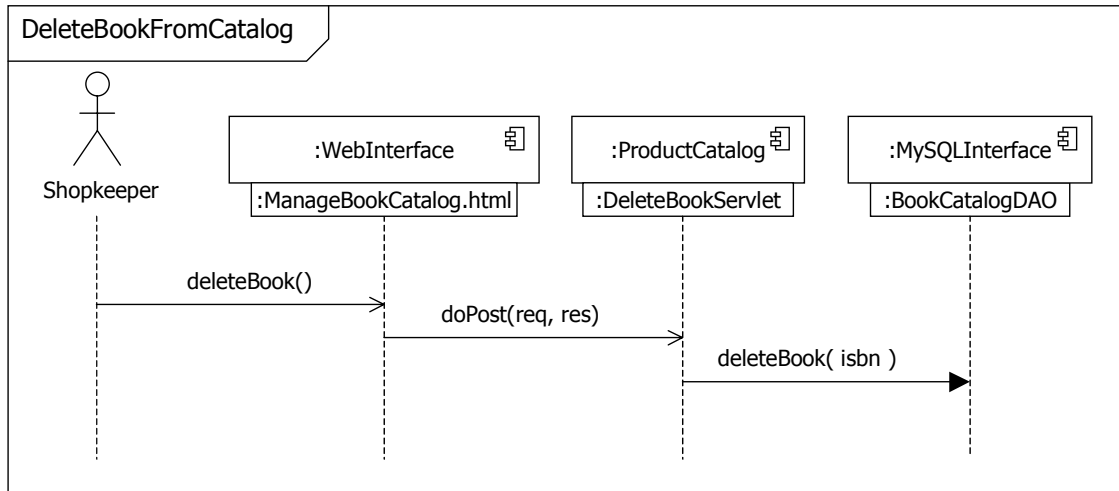 DeleteBookFromCatalog
Shopkeeper
:WebInterface
:ManageBookCatalog.html
:ProductCatalog
:DeleteBookServlet
:MySQLInterface
:BookCatalogDAO
deleteBook()
doPost(req, res)
deleteBook( isbn )